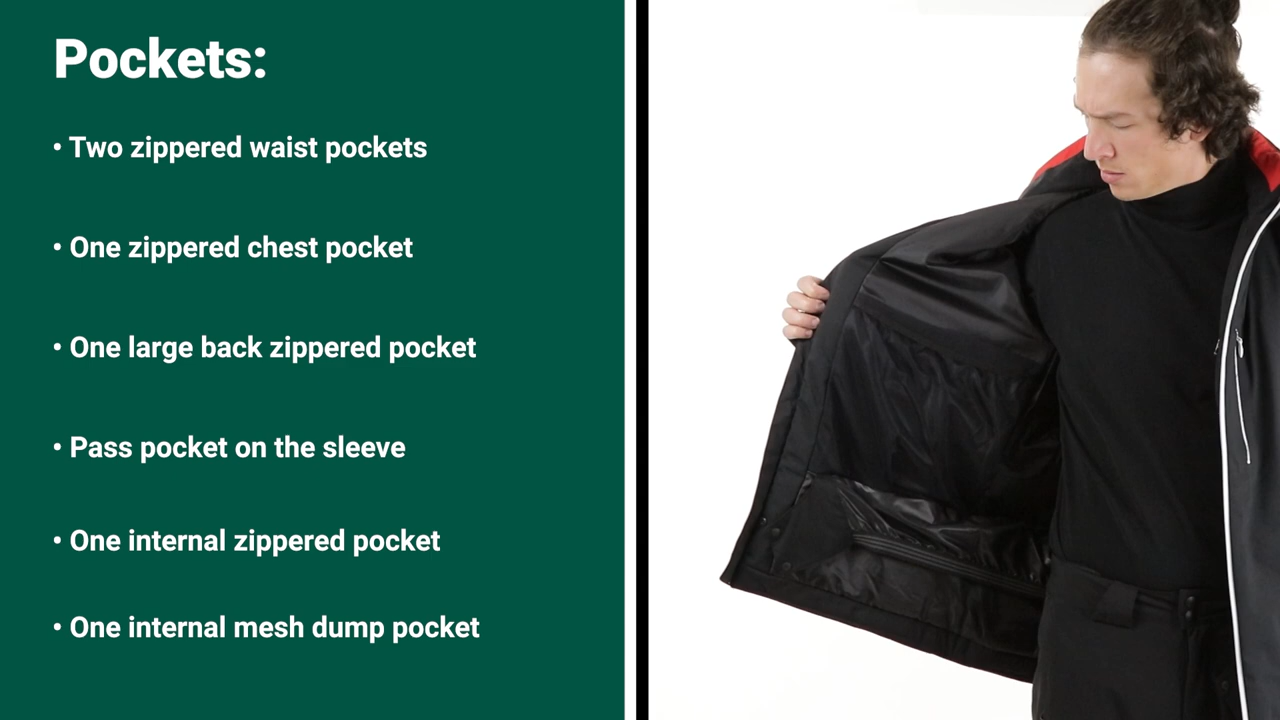 Pockets:
• Two zippered waist pockets
• One zippered chest pocket
• One large back zippered pocket
• Pass pocket on the sleeve
• One internal zippered pocket
• One internal mesh dump pocket